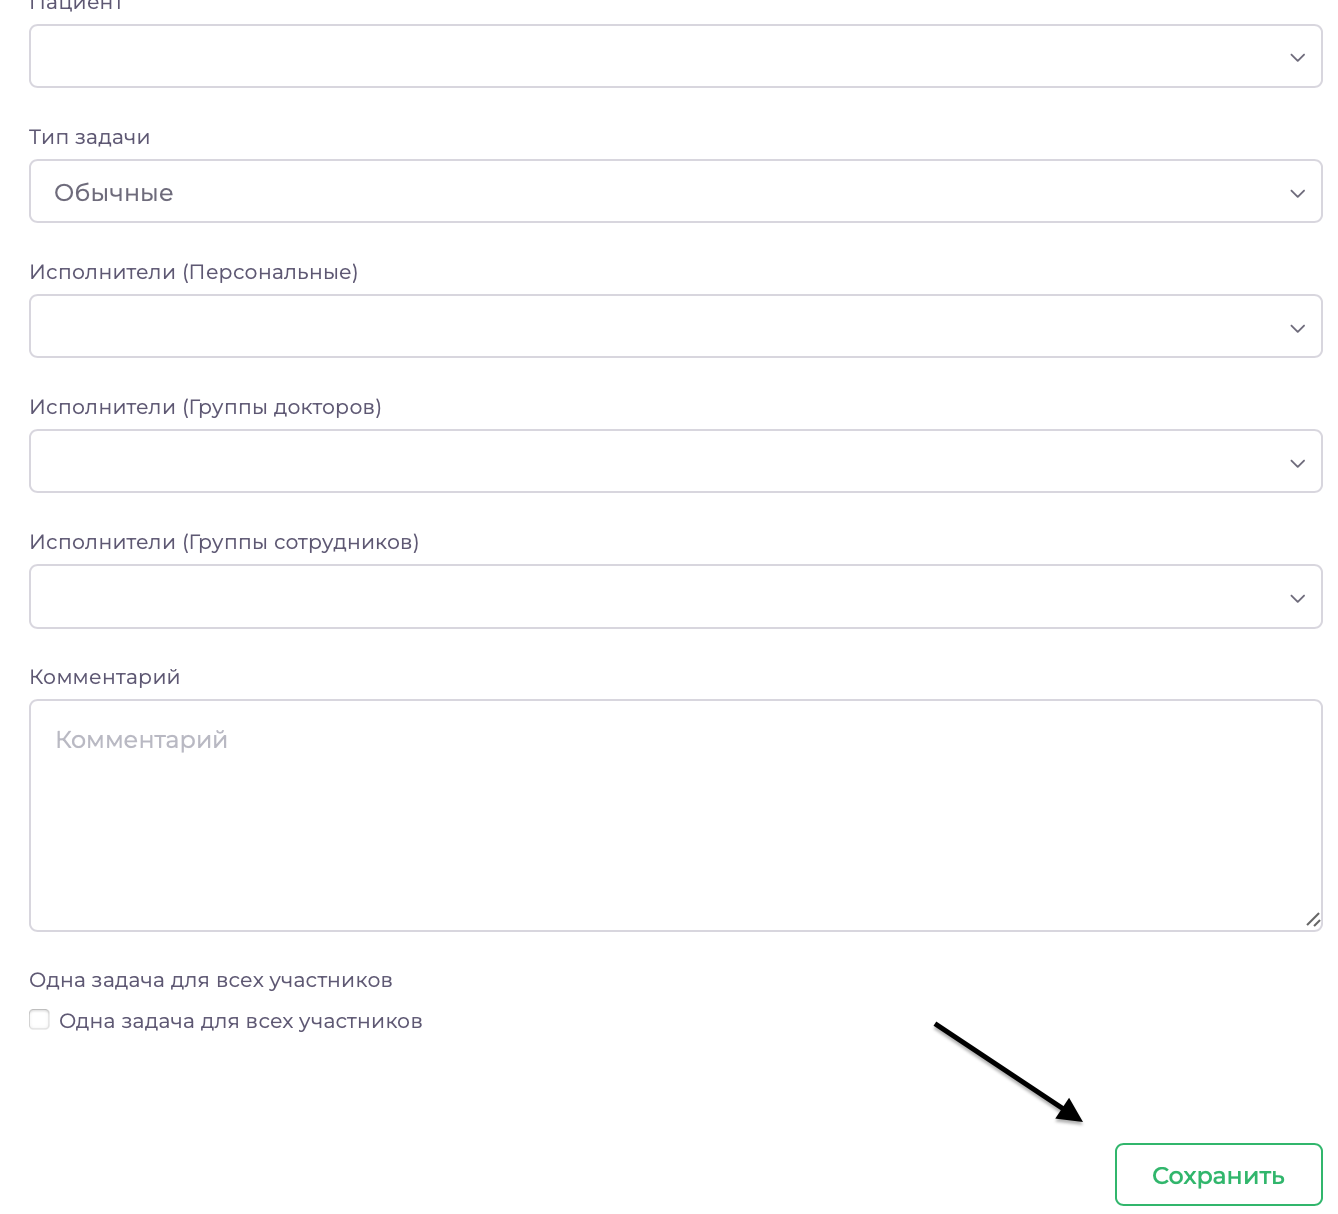 Пациент
Тип задачи
Обычные
Исполнители (Персональные)
Исполнители (Группы докторов)
Исполнители (Группы сотрудников)
Комментарий
Комментарий
Одна задача для всех участников
Одна задача для всех участников
Сохранить